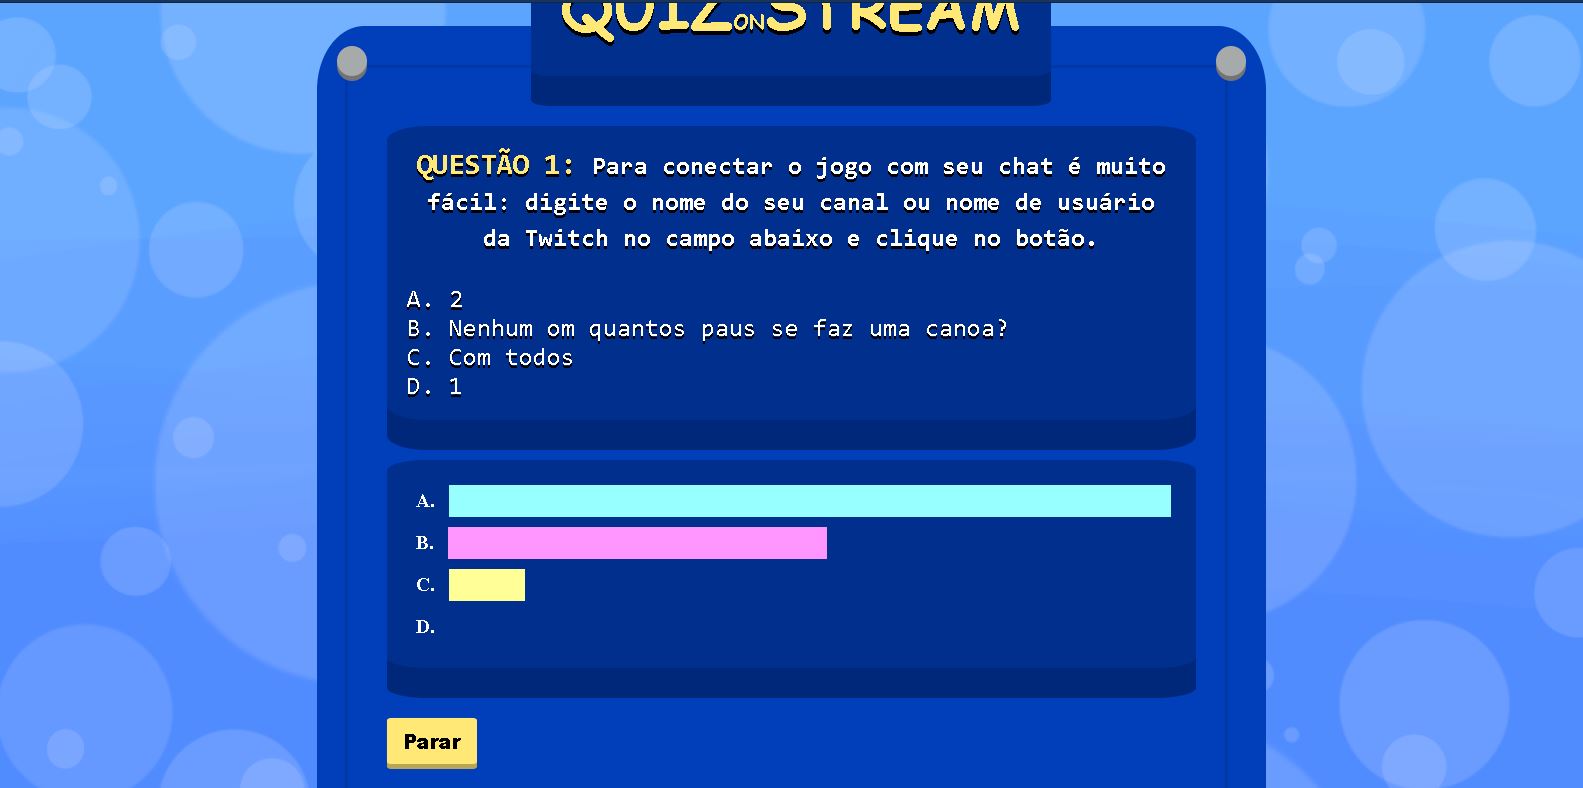 QUIZ ON STREAM
QUESTÃO 1: Para conectar o jogo com seu chat é muito
fácil: digite o nome do seu canal ou nome de usuário
da Twitch no campo abaixo e clique no botão.
A. 2
B. Nenhum om quantos paus se faz uma canoa?
C. Com todos
D. 1
A.
B.
C.
D.
Parar